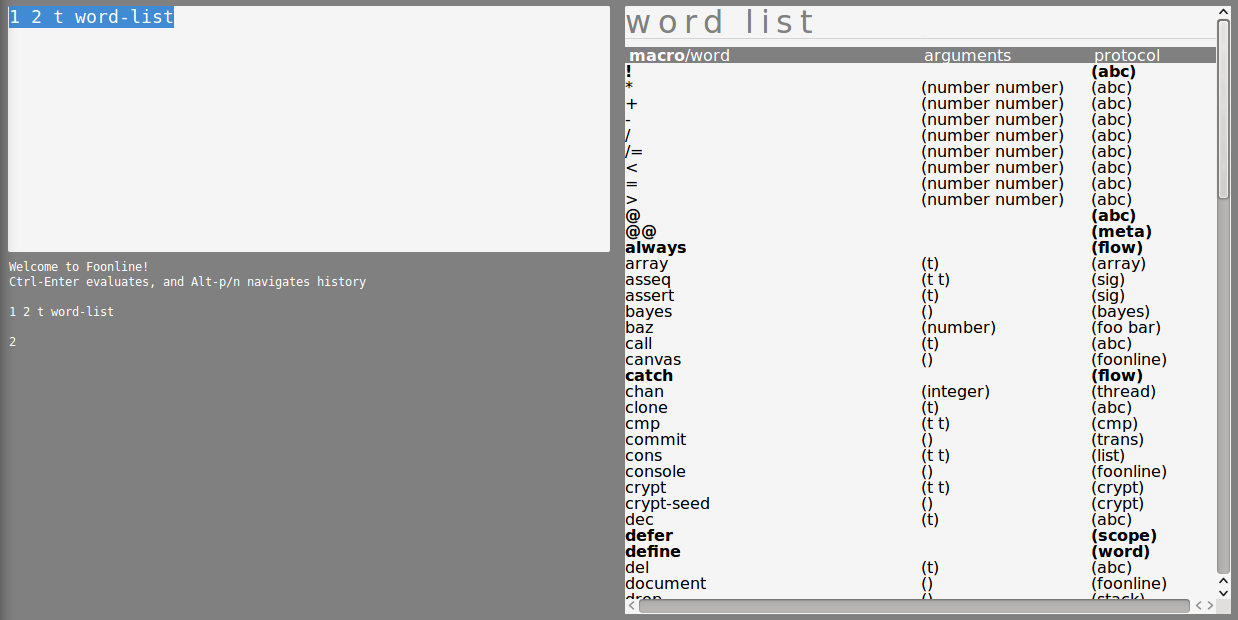 1 2 t word-list
Welcome to Foonline!
Ctrl-Enter evaluates, and Alt-p/n navigates history
1 2 t word-list
2
word list
macro/word arguments protocol
! (abc)
* (number number) (abc)
+ (number number) (abc)
- (number number) (abc)
/ (number number) (abc)
/= (number number) (abc)
< (number number) (abc)
= (number number) (abc)
> (number number) (abc)
@ (abc)
@@ (meta)
always (flow)
array (t) (array)
asseq (t t) (sig)
assert (t) (sig)
bayes () (bayes)
baz (number) (foo bar)
call (t) (abc)
canvas () (foonline)
catch (flow)
chan (integer) (thread)
clone (t) (abc)
cmp (t t) (cmp)
commit () (trans)
cons (t t) (list)
console () (foonline)
crypt (t t) (crypt)
crypt-seed () (crypt)
dec (t) (abc)
defer (scope)
define (word)
del (t) (abc)
document () (foonline)
drop () (stack)